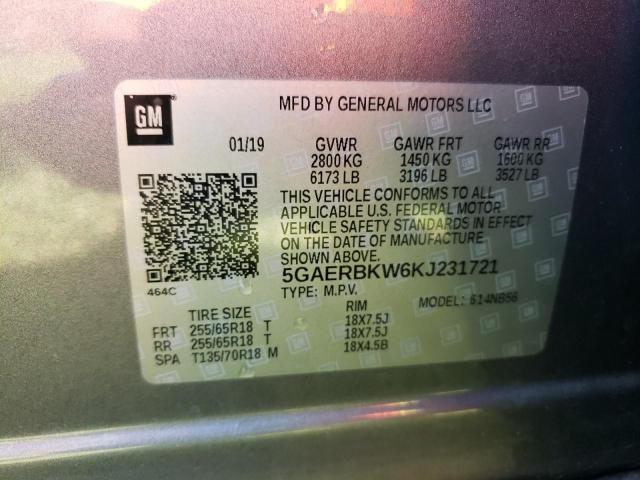 GM
MFD BY GENERAL MOTORS LLC
01/19 GVWR GAWR FRT GAWR RR
2800 KG 1450 KG 1600 KG
6173 LB 3196 LB 3527 LB
THIS VEHICLE CONFORMS TO ALL
APPLICABLE U.S. FEDERAL MOTOR
VEHICLE SAFETY STANDARDS IN EFFECT
ON THE DATE OF MANUFACTURE
SHOWN ABOVE.
464C
5GAERBKW6KJ231721
TYPE: M.P.V. MODEL: 614NB56
TIRE SIZE RIM
FRT 255/65R18 T 18X7.5J
RR 255/65R18 T 18X7.5J
SPA T135/70R18 M 18X4.5B